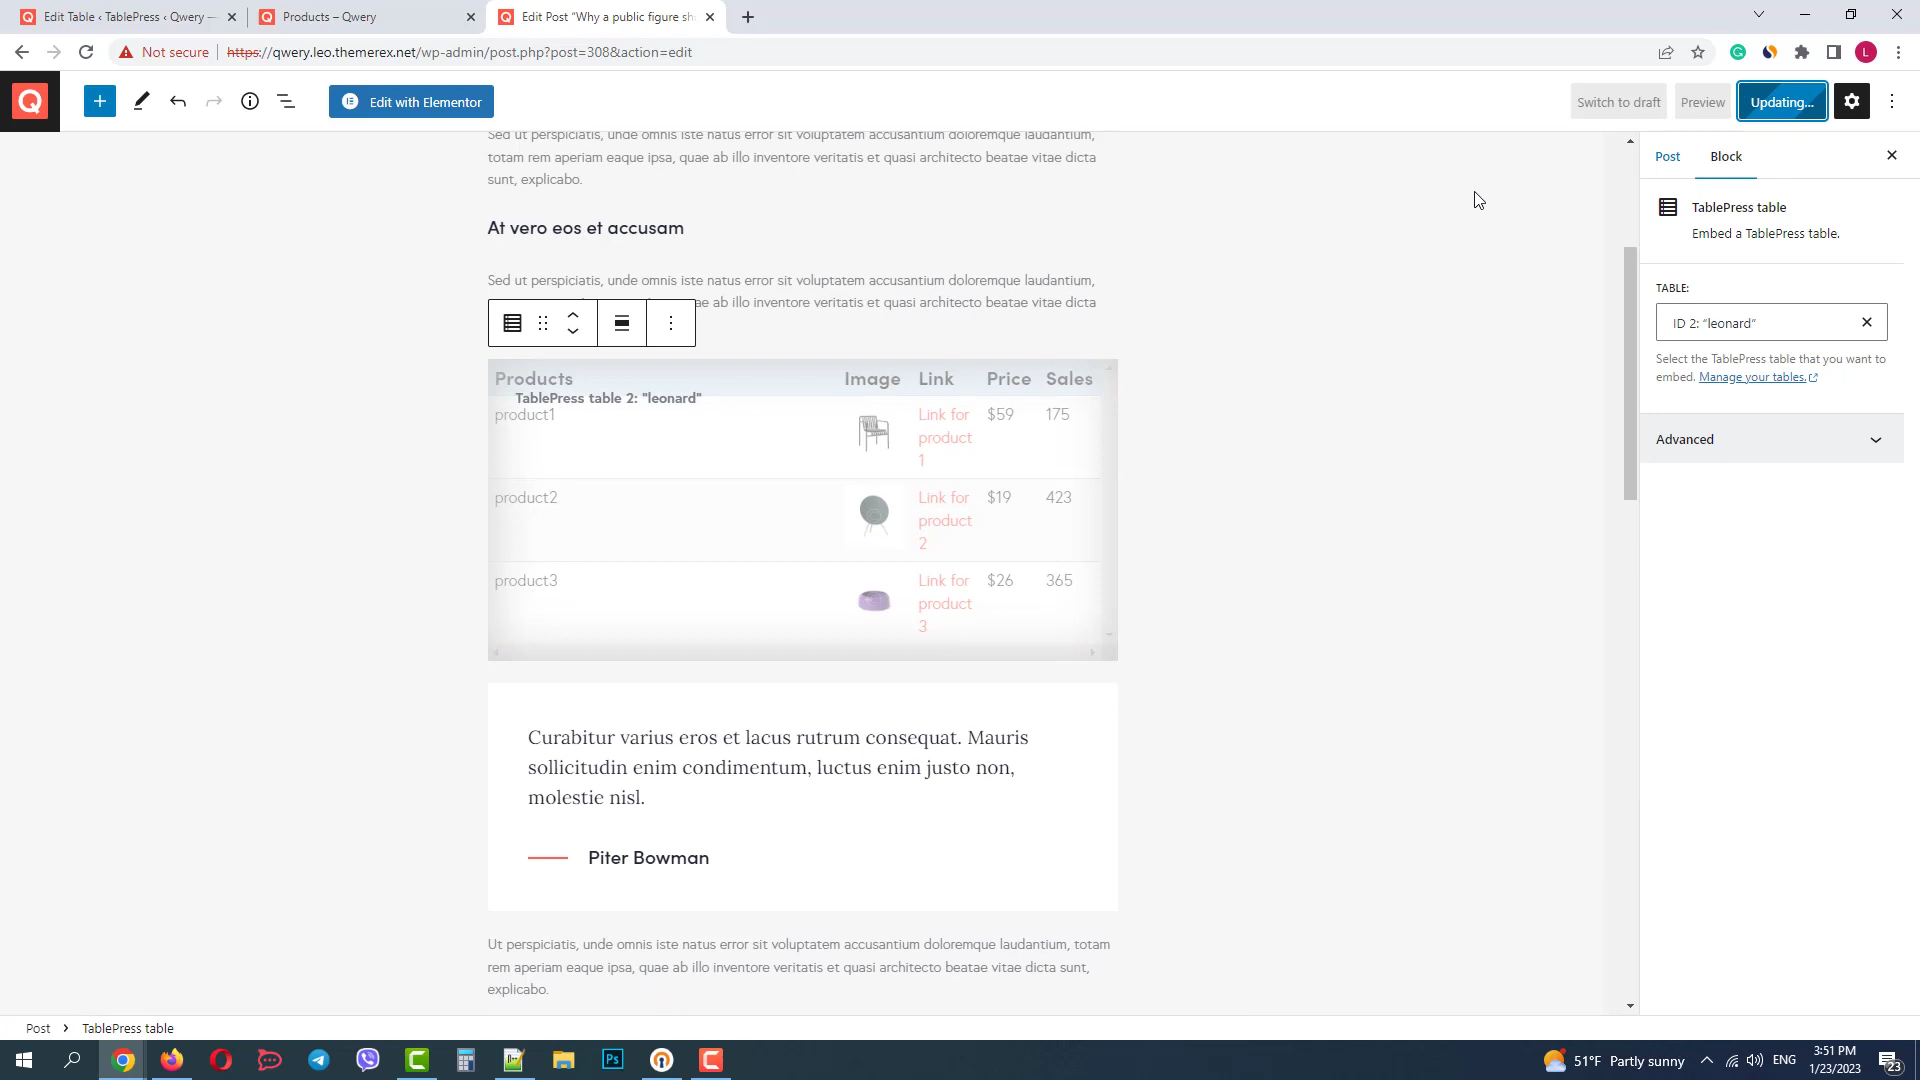 Edit Table ‹ TablePress ‹ Qwery —
Products – Qwery
Edit Post “Why a public figure sh
Not secure
https://qwery.leo.themerex.net/wp-admin/post.php?post=308&action=edit
L
Q
Edit with Elementor
Switch to draft
Preview
Updating...
Sed ut perspiciatis, unde omnis iste natus error sit voluptatem accusantium doloremque laudantium,
totam rem aperiam eaque ipsa, quae ab illo inventore veritatis et quasi architecto beatae vitae dicta
sunt, explicabo.
At vero eos et accusam
Sed ut perspiciatis, unde omnis iste natus error sit voluptatem accusantium doloremque laudantium,
ae ab illo inventore veritatis et quasi architecto beatae vitae dicta
Products Image Link Price Sales
TablePress table 2: "leonard"
product1 Link for $59 175
product
1
product2 Link for $19 423
product
2
product3 Link for $26 365
product
3
Curabitur varius eros et lacus rutrum consequat. Mauris
sollicitudin enim condimentum, luctus enim justo non,
molestie nisl.
Piter Bowman
Ut perspiciatis, unde omnis iste natus error sit voluptatem accusantium doloremque laudantium, totam
rem aperiam eaque ipsa, quae ab illo inventore veritatis et quasi architecto beatae vitae dicta sunt,
explicabo.
Post
Block
TablePress table
Embed a TablePress table.
TABLE:
ID 2: “leonard”
Select the TablePress table that you want to
embed. Manage your tables.
Advanced
Post
TablePress table
Ps
51°F Partly sunny
ENG
3:51 PM
1/23/2023
23